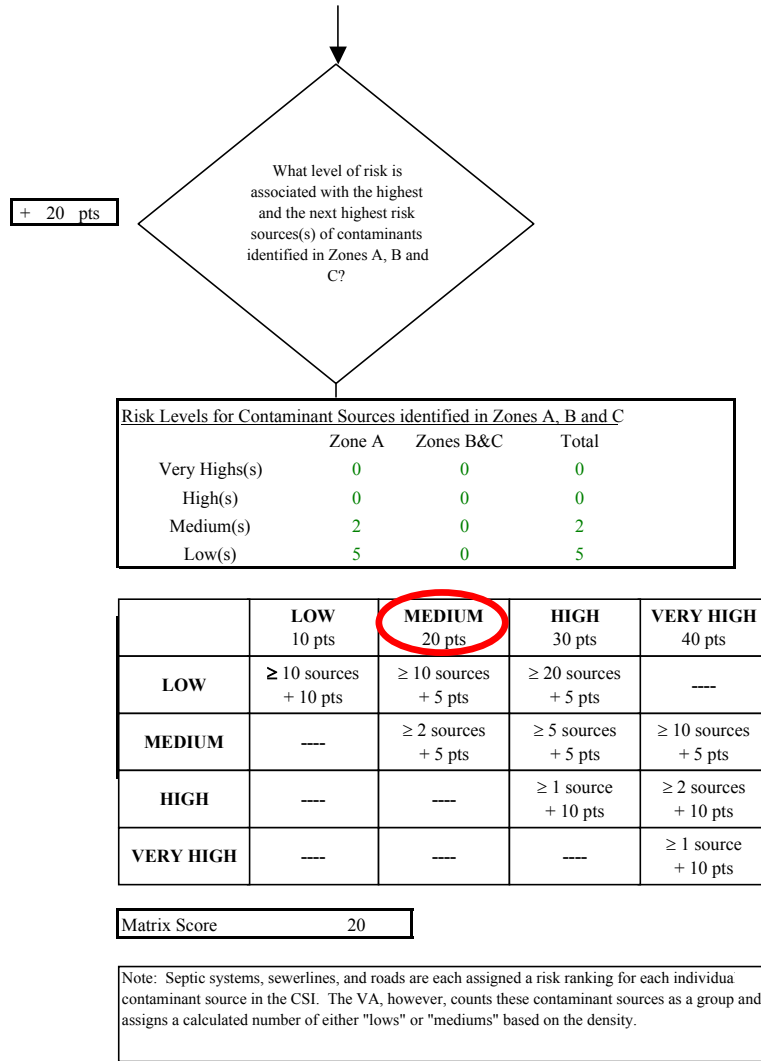 What level of risk is
associated with the highest
and the next highest risk
sources(s) of contaminants
identified in Zones A, B and
C?
+ 20 pts
Risk Levels for Contaminant Sources identified in Zones A, B and C
Zone A Zones B&C Total
Very Highs(s) 0 0 0
High(s) 0 0 0
Medium(s) 2 0 2
Low(s) 5 0 5
LOW MEDIUM HIGH VERY HIGH
10 pts 20 pts 30 pts 40 pts
LOW ≥ 10 sources ≥ 10 sources ≥ 20 sources ----
+ 10 pts + 5 pts + 5 pts
MEDIUM ---- ≥ 2 sources ≥ 5 sources ≥ 10 sources
+ 5 pts + 5 pts + 5 pts
HIGH ---- ---- ≥ 1 source ≥ 2 sources
+ 10 pts + 10 pts
VERY HIGH ---- ---- ---- ≥ 1 source
+ 10 pts
Matrix Score 20
Note: Septic systems, sewerlines, and roads are each assigned a risk ranking for each individua
contaminant source in the CSI. The VA, however, counts these contaminant sources as a group and
assigns a calculated number of either "lows" or "mediums" based on the density.